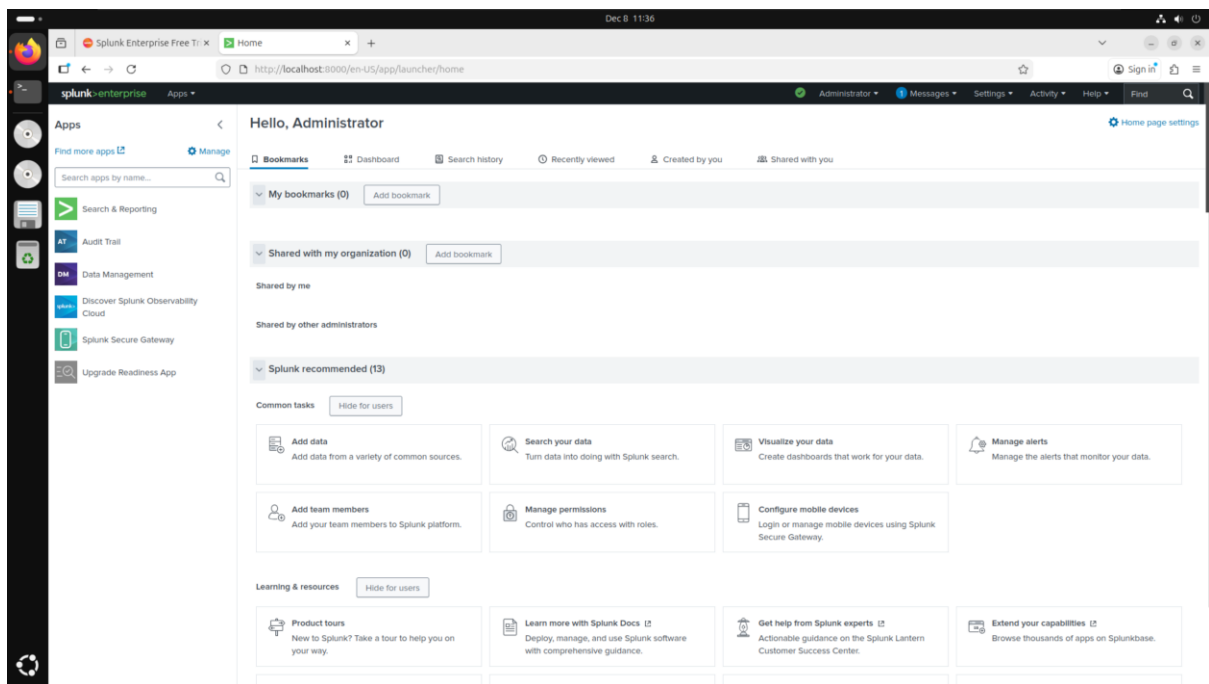 Dec 8 11:36
Splunk Enterprise Free Tri
Home
http://localhost:8000/en-US/app/launcher/home
Sign in
splunk>enterprise Apps
Administrator Messages Settings Activity Help Find
1
Apps
Find more apps Manage
Search apps by name...
Search & Reporting
AT Audit Trail
DM Data Management
Discover Splunk Observability
Cloud
Splunk Secure Gateway
Upgrade Readiness App
Hello, Administrator
Home page settings
Bookmarks Dashboard Search history Recently viewed Created by you Shared with you
My bookmarks (0) Add bookmark
Shared with my organization (0) Add bookmark
Shared by me
Shared by other administrators
Splunk recommended (13)
Common tasks Hide for users
Add data
Add data from a variety of common sources.
Search your data
Turn data into doing with Splunk search.
Visualize your data
Create dashboards that work for your data.
Manage alerts
Manage the alerts that monitor your data.
Add team members
Add your team members to Splunk platform.
Manage permissions
Control who has access with roles.
Configure mobile devices
Login or manage mobile devices using Splunk
Secure Gateway.
Learning & resources Hide for users
Product tours
New to Splunk? Take a tour to help you on
your way.
Learn more with Splunk Docs
Deploy, manage, and use Splunk software
with comprehensive guidance.
Get help from Splunk experts
Actionable guidance on the Splunk Lantern
Customer Success Center.
Extend your capabilities
Browse thousands of apps on Splunkbase.